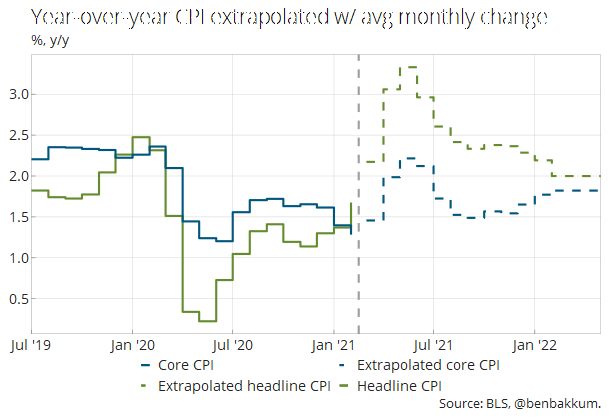 Year-over-year CPI extrapolated w/ avg monthly change
%, y/y
3.0
2.5
2.0
1.5
1.0
0.5
Jul '19 Jan '20 Jul '20 Jan '21 Jul '21 Jan '22
Core CPI Extrapolated core CPI
Extrapolated headline CPI Headline CPI
Source: BLS, @benbakkum.